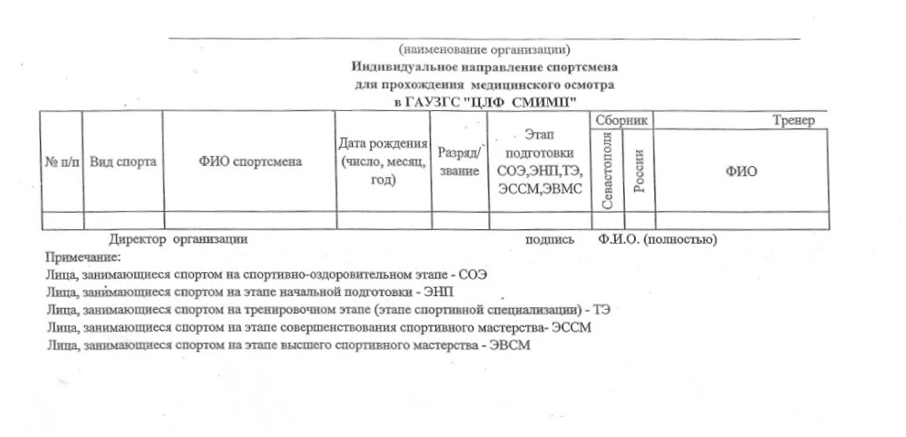 (наименование организации)
Индивидуальное направление спортсмена
для прохождения медицинского осмотра
в ГАУЗГС "ЦЛФ СМИМП"
№ п/п
Вид спорта
ФИО спортсмена
Дата рождения
(число, месяц,
год)
Разряд/
звание
Этап
подготовки
СОЭ,ЭНП,ТЭ,
ЭССМ,ЭВМС
Сборник
Севастополя
России
Тренер
ФИО
Директор организации подпись Ф.И.О. (полностью)
Примечание:
Лица, занимающиеся спортом на спортивно-оздоровительном этапе - СОЭ
Лица, занимающиеся спортом на этапе начальной подготовки - ЭНП
Лица, занимающиеся спортом на тренировочном этапе (этапе спортивной специализации) - ТЭ
Лица, занимающиеся спортом на этапе совершенствования спортивного мастерства- ЭССМ
Лица, занимающиеся спортом на этапе высшего спортивного мастерства - ЭВСМ